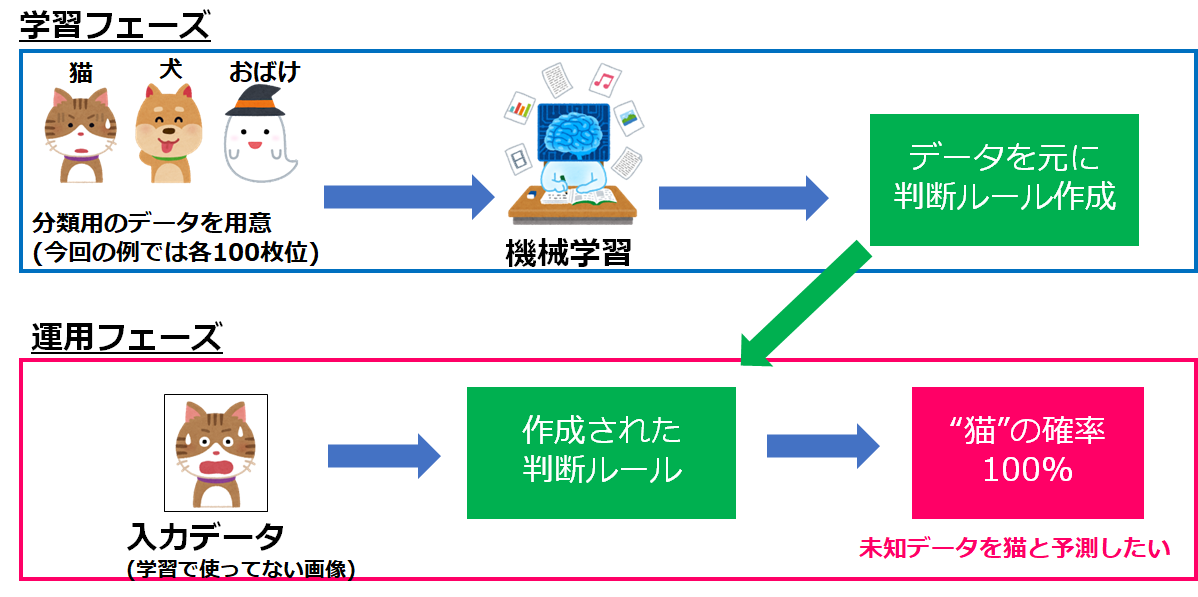 学習フェーズ
猫
犬
おばけ
分類用のデータを用意
(今回の例では各100枚位)
機械学習
データを元に
判断ルール作成
運用フェーズ
入力データ
(学習で使ってない画像)
作成された
判断ルール
“猫”の確率
100%
未知データを猫と予測したい